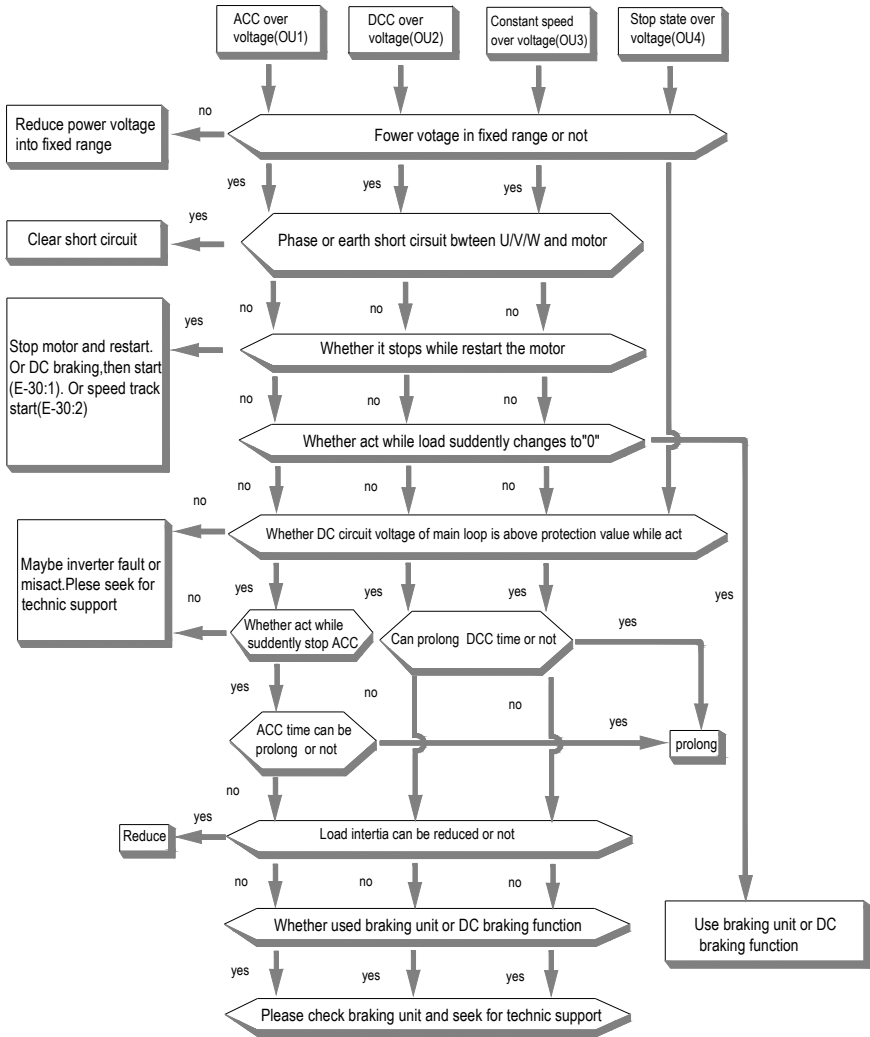 ACC over
voltage(OU1)
DCC over
voltage(OU2)
Constant speed
over voltage(OU3)
Stop state over
voltage(OU4)
no
Reduce power voltage
into fixed range
Fower votage in fixed range or not
yes
yes
yes
yes
Clear short circuit
Phase or earth short circuit bwteen U/V/W and motor
no
no
no
yes
Stop motor and restart.
Or DC braking,then start
(E-30:1). Or speed track
start(E-30:2)
Whether it stops while restart the motor
no
no
no
Whether act while load suddently changes to"0"
no
no
no
no
Whether DC circuit voltage of main loop is above protection value while act
Maybe inverter fault or
misact.Plese seek for
technic support
yes
yes
yes
yes
no
Whether act while
suddently stop ACC
Can prolong DCC time or not
yes
yes
no
no
ACC time can be
prolong or not
yes
prolong
no
yes
Reduce
Load intertia can be reduced or not
no
no
no
Whether used braking unit or DC braking function
Use braking unit or DC
braking function
yes
yes
yes
Please check braking unit and seek for technic support